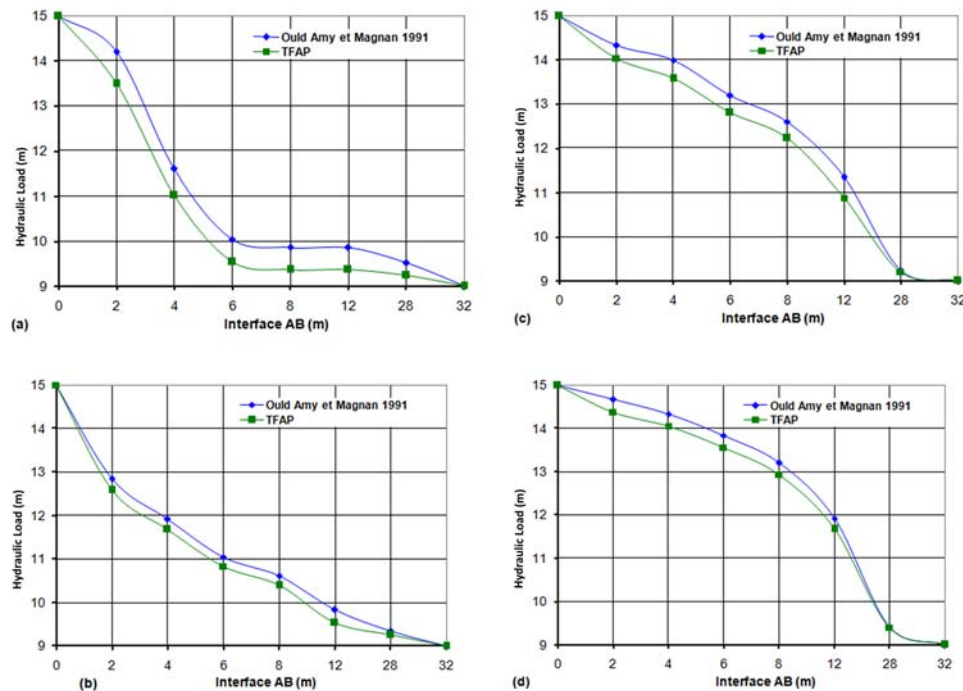 15
14
13
12
11
10
9
Hydraulic Load (m)
Ould Amy et Magnan 1991
TFAP
0 2 4 6 8 12 28 32
Interface AB (m)
(a)
15
14
13
12
11
10
9
Hydraulic Load (m)
Ould Amy et Magnan 1991
TFAP
0 2 4 6 8 12 28 32
Interface AB (m)
(c)
15
14
13
12
11
10
9
Hydraulic Load (m)
Ould Amy et Magnan 1991
TFAP
0 2 4 6 8 12 28 32
Interface AB (m)
(b)
15
14
13
12
11
10
9
Hydraulic Load (m)
Ould Amy et Magnan 1991
TFAP
0 2 4 6 8 12 28 32
Interface AB (m)
(d)